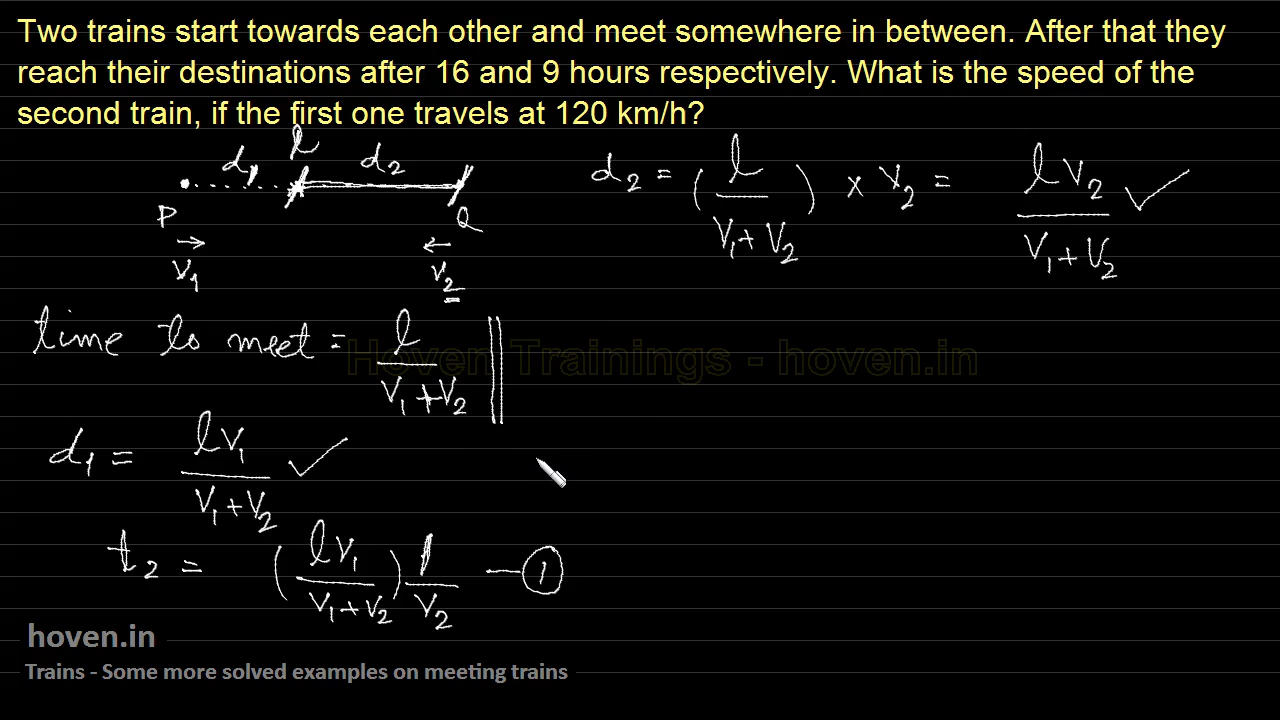 Two trains start towards each other and meet somewhere in between. After that they
reach their destinations after 16 and 9 hours respectively. What is the speed of the
second train, if the first one travels at 120 km/h?
l
d₁ d₂
P Q
→ ←
V₁ V₂
d₂ = (l / (V₁ + V₂)) × V₂ = lV₂ / (V₁ + V₂) ✓
time to meet = l / (V₁ + V₂)
Hoven Trainings - hoven.in
d₁ = lV₁ / (V₁ + V₂) ✓
t₂ = (lV₁ / (V₁ + V₂)) 1 / V₂ — ①
hoven.in
Trains - Some more solved examples on meeting trains